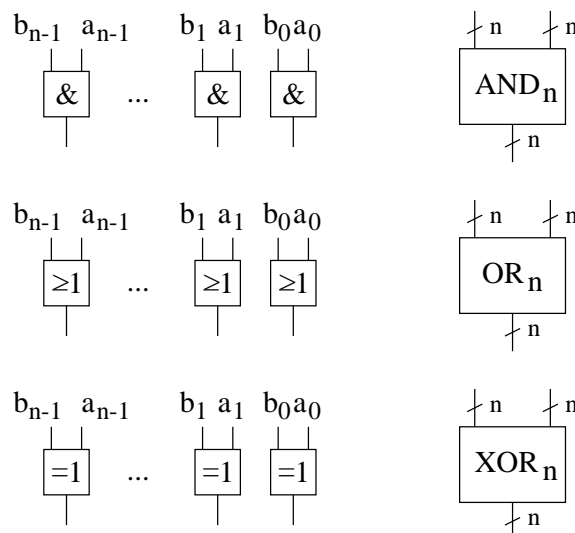 b_{n-1} a_{n-1} b_1 a_1 b_0 a_0 n n
& ... & & AND_n
n
b_{n-1} a_{n-1} b_1 a_1 b_0 a_0 n n
≥1 ... ≥1 ≥1 OR_n
n
b_{n-1} a_{n-1} b_1 a_1 b_0 a_0 n n
=1 ... =1 =1 XOR_n
n